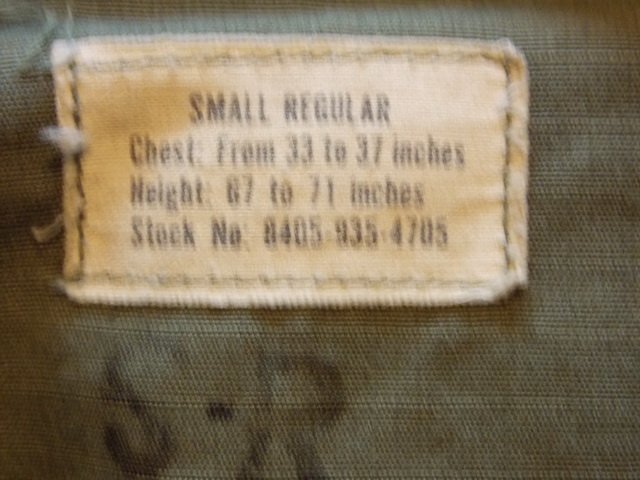 SMALL REGULAR
Chest: From 33 to 37 inches
Height: 67 to 71 inches
Stock No: 8405-935-4705
S-R